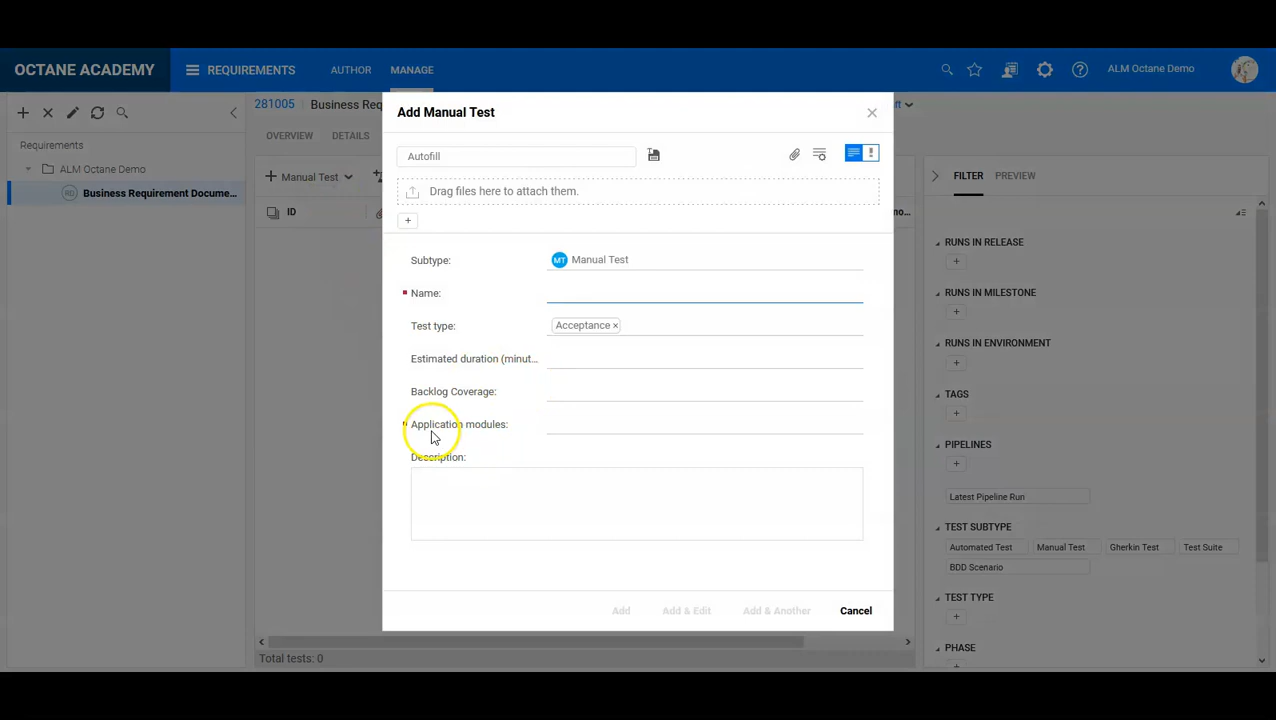 OCTANE ACADEMY
REQUIREMENTS
AUTHOR
MANAGE
ALM Octane Demo
281005
Business Req
ft
OVERVIEW
DETAILS
Requirements
ALM Octane Demo
RD
Business Requirement Docume...
+ Manual Test
ID
no...
Total tests: 0
Add Manual Test
Autofill
Drag files here to attach them.
+
Subtype:
MT
Manual Test
Name:
Test type:
Acceptance ×
Estimated duration (minut...
Backlog Coverage:
Application modules:
Description:
Add
Add & Edit
Add & Another
Cancel
FILTER
PREVIEW
RUNS IN RELEASE
+
RUNS IN MILESTONE
+
RUNS IN ENVIRONMENT
+
TAGS
+
PIPELINES
+
Latest Pipeline Run
TEST SUBTYPE
Automated Test
Manual Test
Gherkin Test
Test Suite
BDD Scenario
TEST TYPE
+
PHASE
+